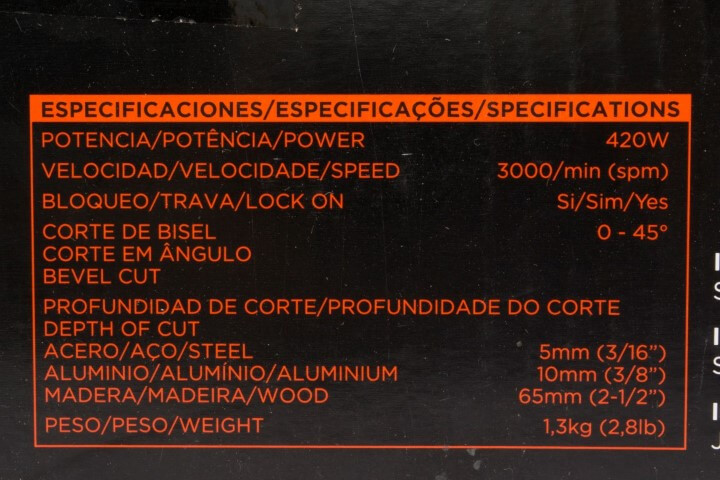 ESPECIFICACIONES/ESPECIFICAÇÕES/SPECIFICATIONS
POTENCIA/POTÊNCIA/POWER 420W
VELOCIDAD/VELOCIDADE/SPEED 3000/min (spm)
BLOQUEO/TRAVA/LOCK ON Si/Sim/Yes
CORTE DE BISEL 0 - 45°
CORTE EM ÂNGULO
BEVEL CUT
PROFUNDIDAD DE CORTE/PROFUNDIDADE DO CORTE
DEPTH OF CUT
ACERO/AÇO/STEEL 5mm (3/16")
ALUMINIO/ALUMÍNIO/ALUMINIUM 10mm (3/8")
MADERA/MADEIRA/WOOD 65mm (2-1/2")
PESO/PESO/WEIGHT 1,3kg (2,8lb)